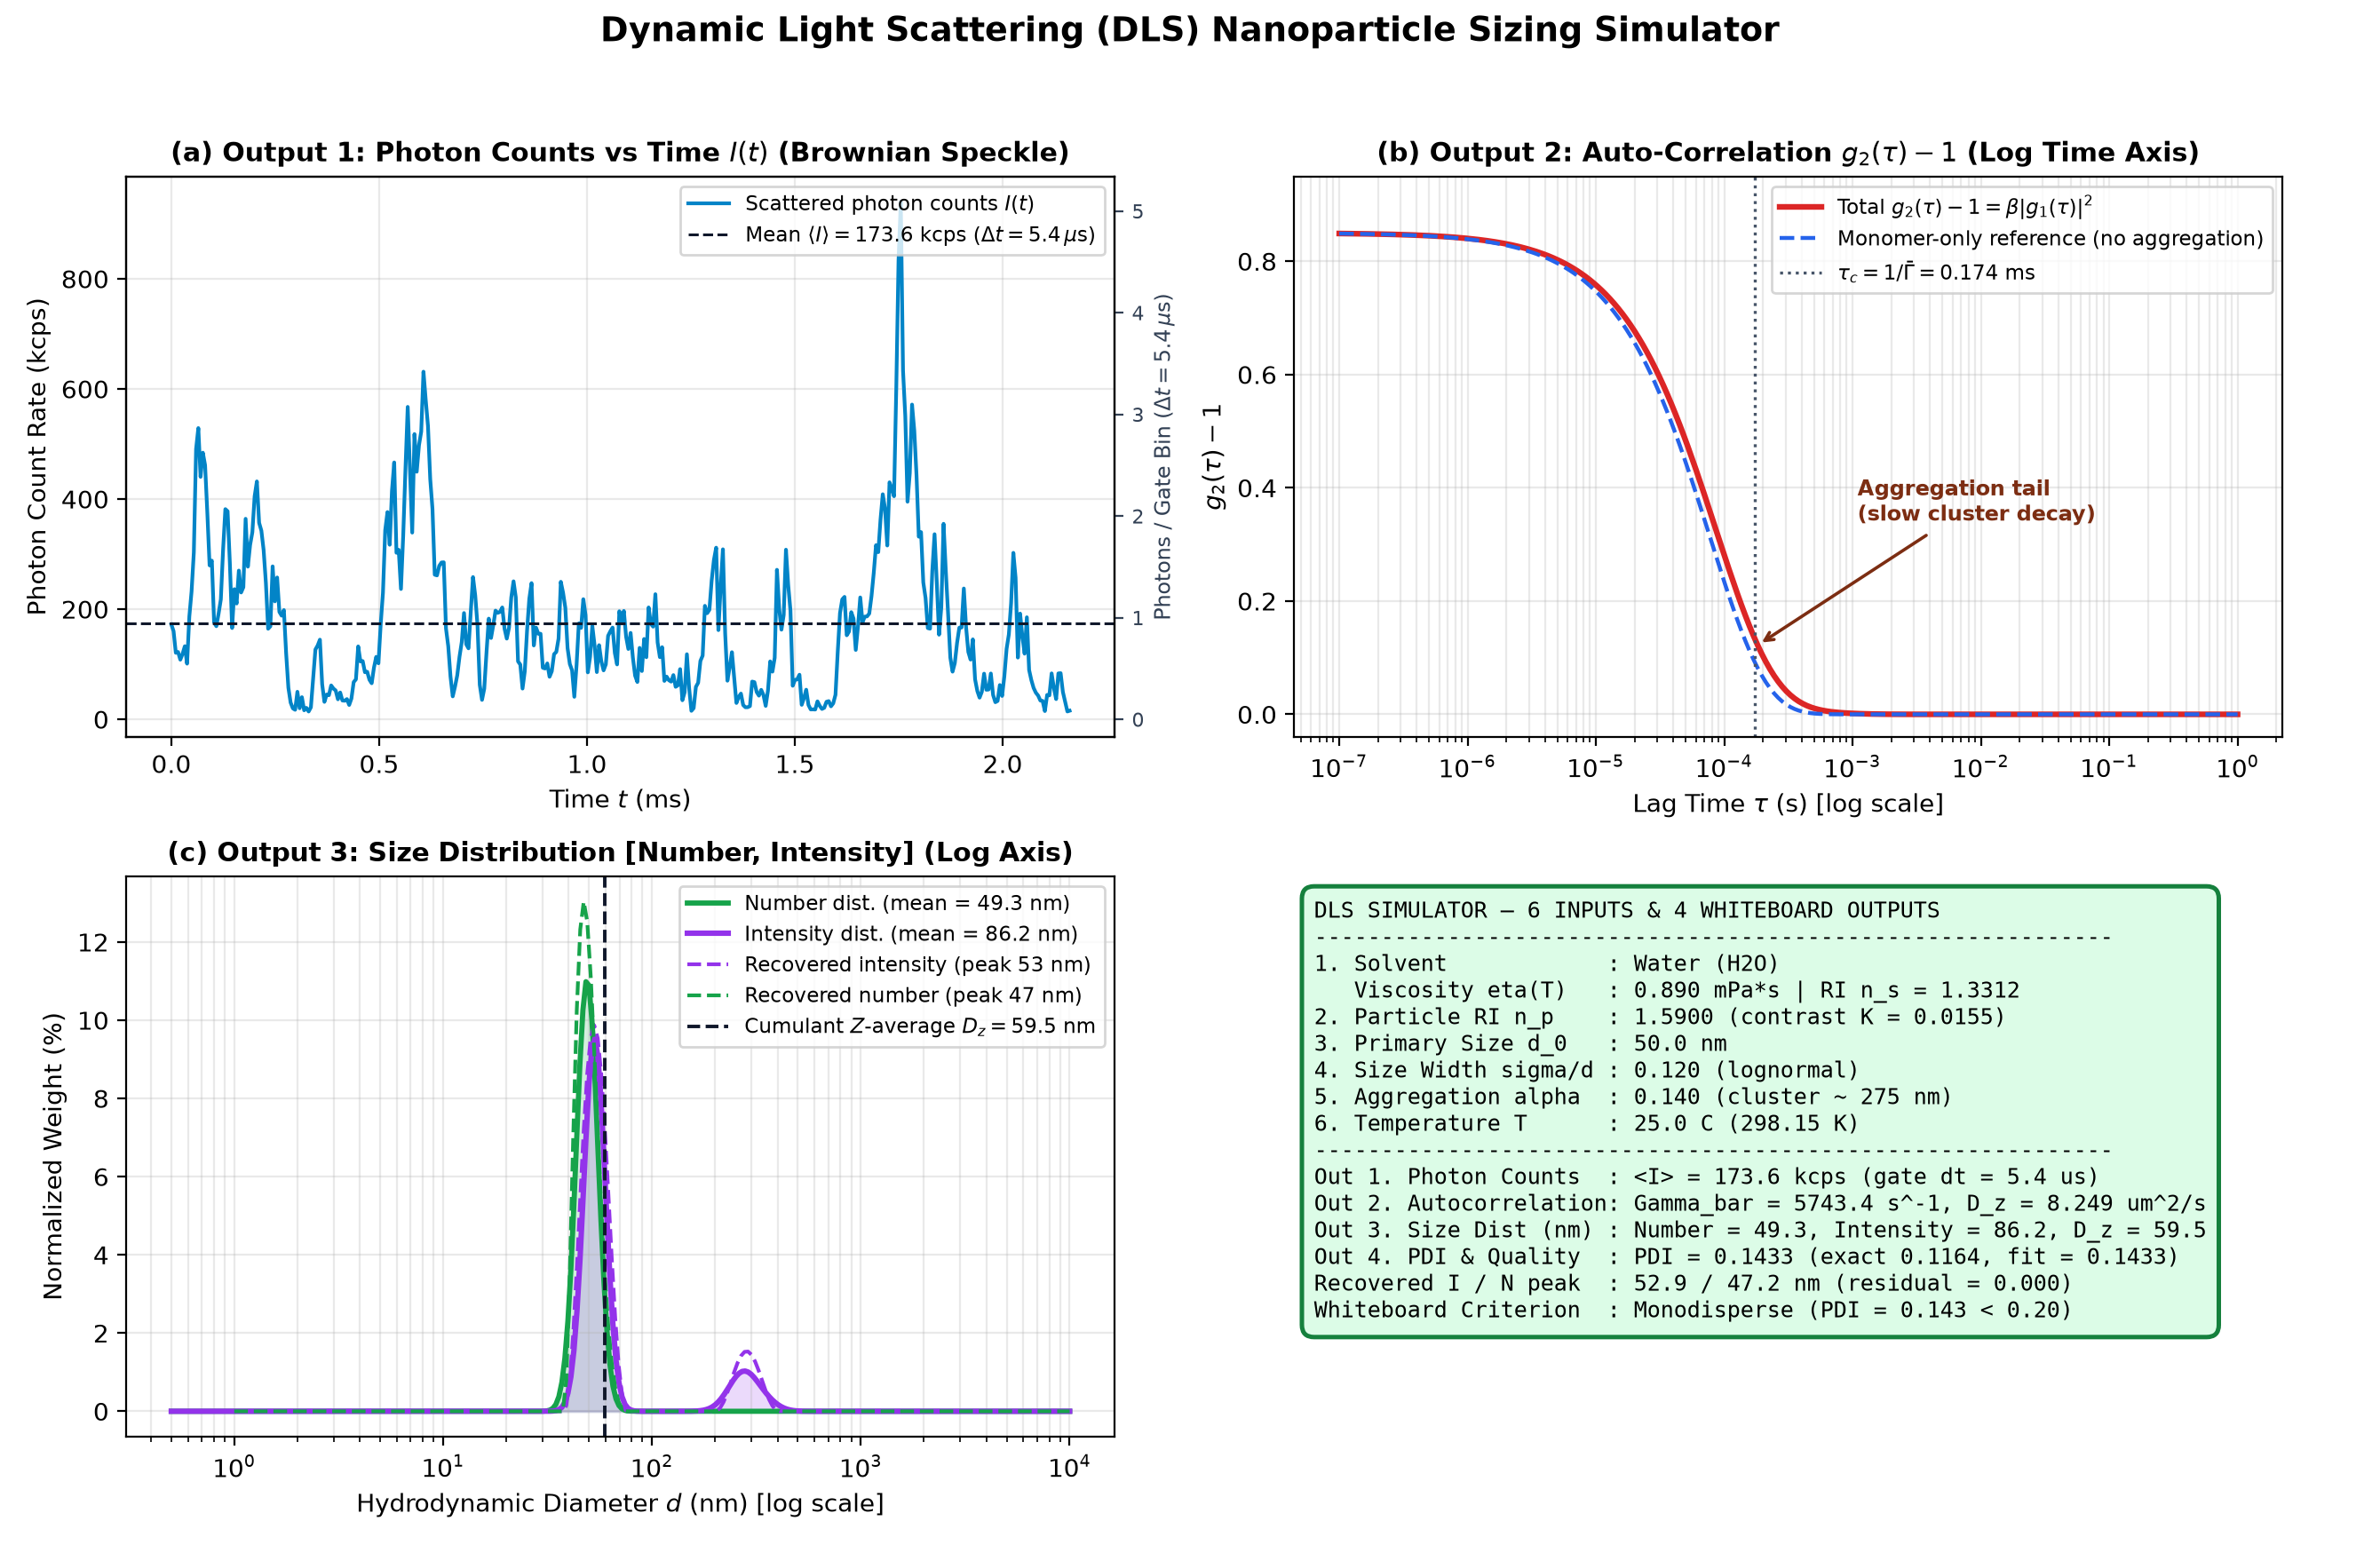 Dynamic Light Scattering (DLS) Nanoparticle Sizing Simulator
(a) Output 1: Photon Counts vs Time I(t) (Brownian Speckle)
Scattered photon counts I(t)
Mean ⟨I⟩ = 173.6 kcps (Δt = 5.4 μs)
Photon Count Rate (kcps)
800
600
400
200
0
5
4
3
2
1
0
Photons / Gate Bin (Δt = 5.4 μs)
0.0 0.5 1.0 1.5 2.0
Time t (ms)
(b) Output 2: Auto-Correlation g₂(τ) − 1 (Log Time Axis)
Total g₂(τ) − 1 = β|g₁(τ)|²
Monomer-only reference (no aggregation)
τ_c = 1/Γ̄ = 0.174 ms
g₂(τ) − 1
0.8
0.6
0.4
0.2
0.0
Aggregation tail
(slow cluster decay)
10⁻⁷ 10⁻⁶ 10⁻⁵ 10⁻⁴ 10⁻³ 10⁻² 10⁻¹ 10⁰
Lag Time τ (s) [log scale]
(c) Output 3: Size Distribution [Number, Intensity] (Log Axis)
Number dist. (mean = 49.3 nm)
Intensity dist. (mean = 86.2 nm)
Recovered intensity (peak 53 nm)
Recovered number (peak 47 nm)
Cumulant Z-average D_z = 59.5 nm
Normalized Weight (%)
12
10
8
6
4
2
0
10⁰ 10¹ 10² 10³ 10⁴
Hydrodynamic Diameter d (nm) [log scale]
DLS SIMULATOR — 6 INPUTS & 4 WHITEBOARD OUTPUTS
------------------------------------------------------------
1. Solvent : Water (H2O)
Viscosity eta(T) : 0.890 mPa*s | RI n_s = 1.3312
2. Particle RI n_p : 1.5900 (contrast K = 0.0155)
3. Primary Size d_0 : 50.0 nm
4. Size Width sigma/d : 0.120 (lognormal)
5. Aggregation alpha : 0.140 (cluster ~ 275 nm)
6. Temperature T : 25.0 C (298.15 K)
------------------------------------------------------------
Out 1. Photon Counts : <I> = 173.6 kcps (gate dt = 5.4 us)
Out 2. Autocorrelation: Gamma_bar = 5743.4 s^-1, D_z = 8.249 um^2/s
Out 3. Size Dist (nm) : Number = 49.3, Intensity = 86.2, D_z = 59.5
Out 4. PDI & Quality : PDI = 0.1433 (exact 0.1164, fit = 0.1433)
Recovered I / N peak : 52.9 / 47.2 nm (residual = 0.000)
Whiteboard Criterion : Monodisperse (PDI = 0.143 < 0.20)